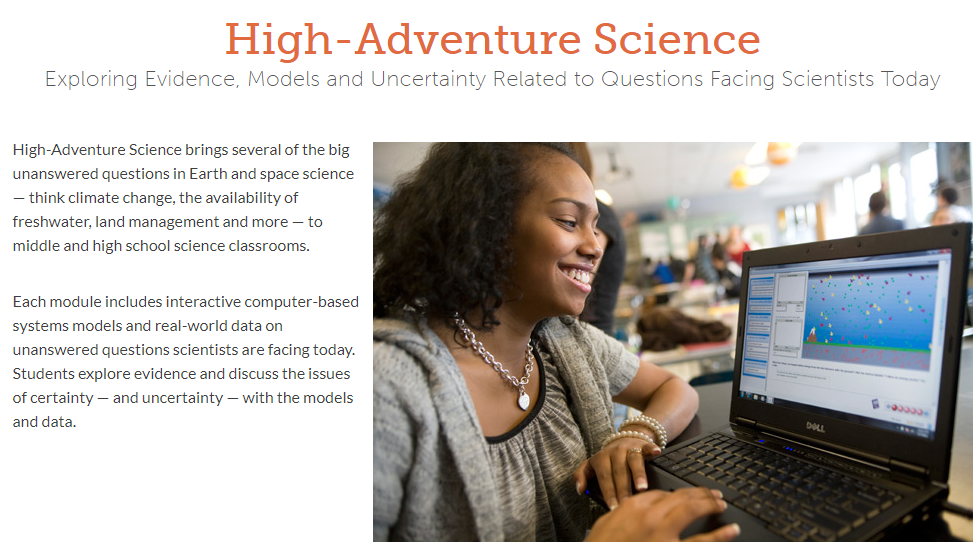 High-Adventure Science
Exploring Evidence, Models and Uncertainty Related to Questions Facing Scientists Today
High-Adventure Science brings several of the big
unanswered questions in Earth and space science
— think climate change, the availability of
freshwater, land management and more — to
middle and high school science classrooms.
Each module includes interactive computer-based
systems models and real-world data on
unanswered questions scientists are facing today.
Students explore evidence and discuss the issues
of certainty — and uncertainty — with the models
and data.
DELL